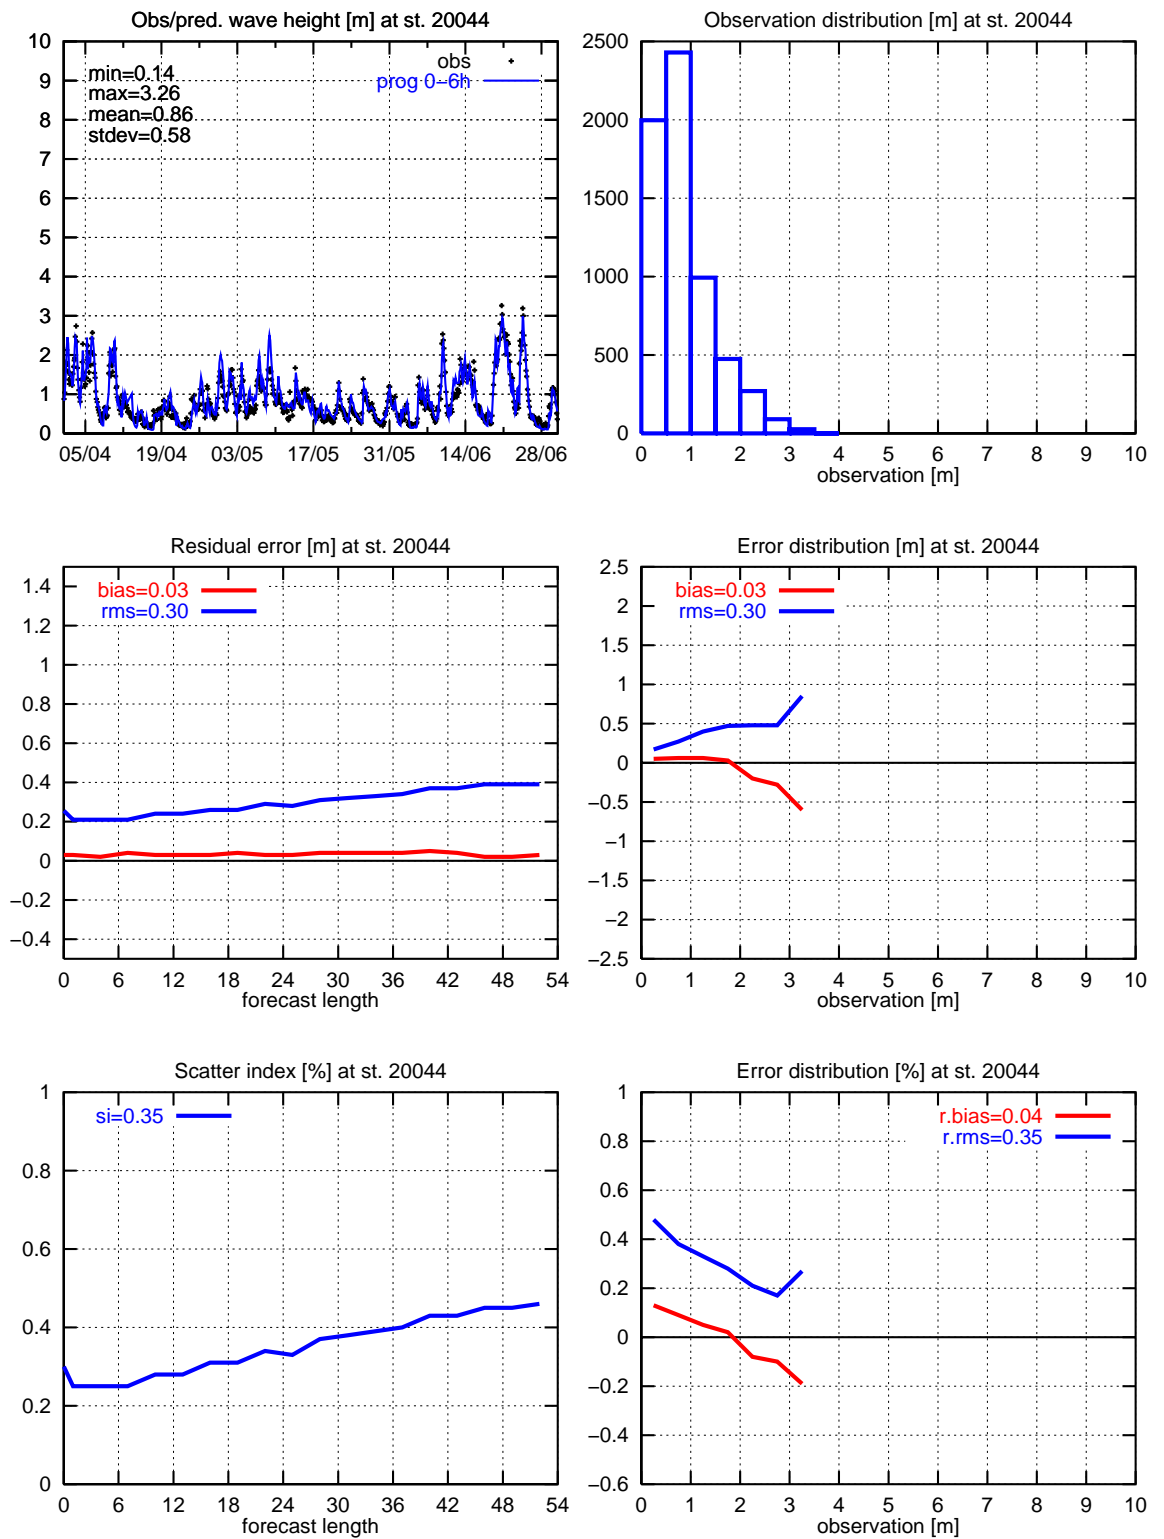 Obs/pred. wave height [m] at st. 20044
10
9
8
7
6
5
4
3
2
1
0
min=0.14
max=3.26
mean=0.86
stdev=0.58
obs
prog 0−6h
05/04 19/04 03/05 17/05 31/05 14/06 28/06
Observation distribution [m] at st. 20044
2500
2000
1500
1000
500
0
0 1 2 3 4 5 6 7 8 9 10
observation [m]
Residual error [m] at st. 20044
bias=0.03
rms=0.30
1.4
1.2
1
0.8
0.6
0.4
0.2
0
−0.2
−0.4
0 6 12 18 24 30 36 42 48 54
forecast length
Error distribution [m] at st. 20044
bias=0.03
rms=0.30
2.5
2
1.5
1
0.5
0
−0.5
−1
−1.5
−2
−2.5
0 1 2 3 4 5 6 7 8 9 10
observation [m]
Scatter index [%] at st. 20044
si=0.35
1
0.8
0.6
0.4
0.2
0
0 6 12 18 24 30 36 42 48 54
forecast length
Error distribution [%] at st. 20044
r.bias=0.04
r.rms=0.35
1
0.8
0.6
0.4
0.2
0
−0.2
−0.4
−0.6
0 1 2 3 4 5 6 7 8 9 10
observation [m]